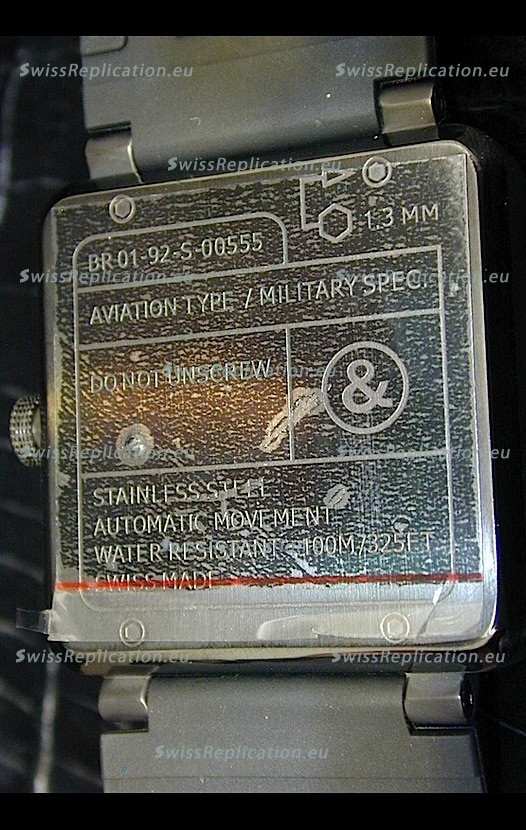 SwissReplication.eu SwissReplication.eu
SwissReplication.eu
1.3 MM
BR 01-92-S-00555
SwissReplication.eu SwissReplication.eu
AVIATION TYPE / MILITARY SPEC.
DO NOT UNSCREW
SwissReplication.eu
&
SwissReplication.eu SwissReplication.eu
STAINLESS STEEL
AUTOMATIC MOVEMENT
WATER RESISTANT - 100M/325FT
SwissReplication.eu
SWISS MADE
SwissReplication.eu SwissReplication.eu
SwissReplication.eu